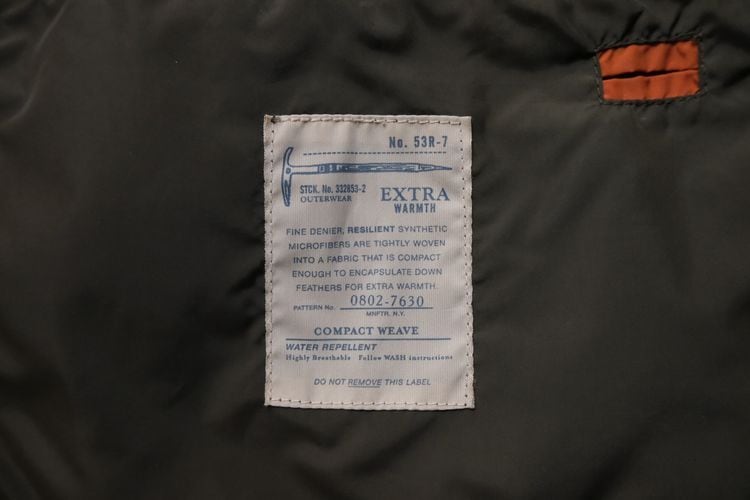 No. 53R-7
STCK. No. 332853-2
OUTERWEAR
EXTRA
WARMTH
FINE DENIER, RESILIENT SYNTHETIC
MICROFIBERS ARE TIGHTLY WOVEN
INTO A FABRIC THAT IS COMPACT
ENOUGH TO ENCAPSULATE DOWN
FEATHERS FOR EXTRA WARMTH.
PATTERN No. 0802-7630
MNFTR. N.Y.
COMPACT WEAVE
WATER REPELLENT
Highly Breathable Follow WASH instructions
DO NOT REMOVE THIS LABEL